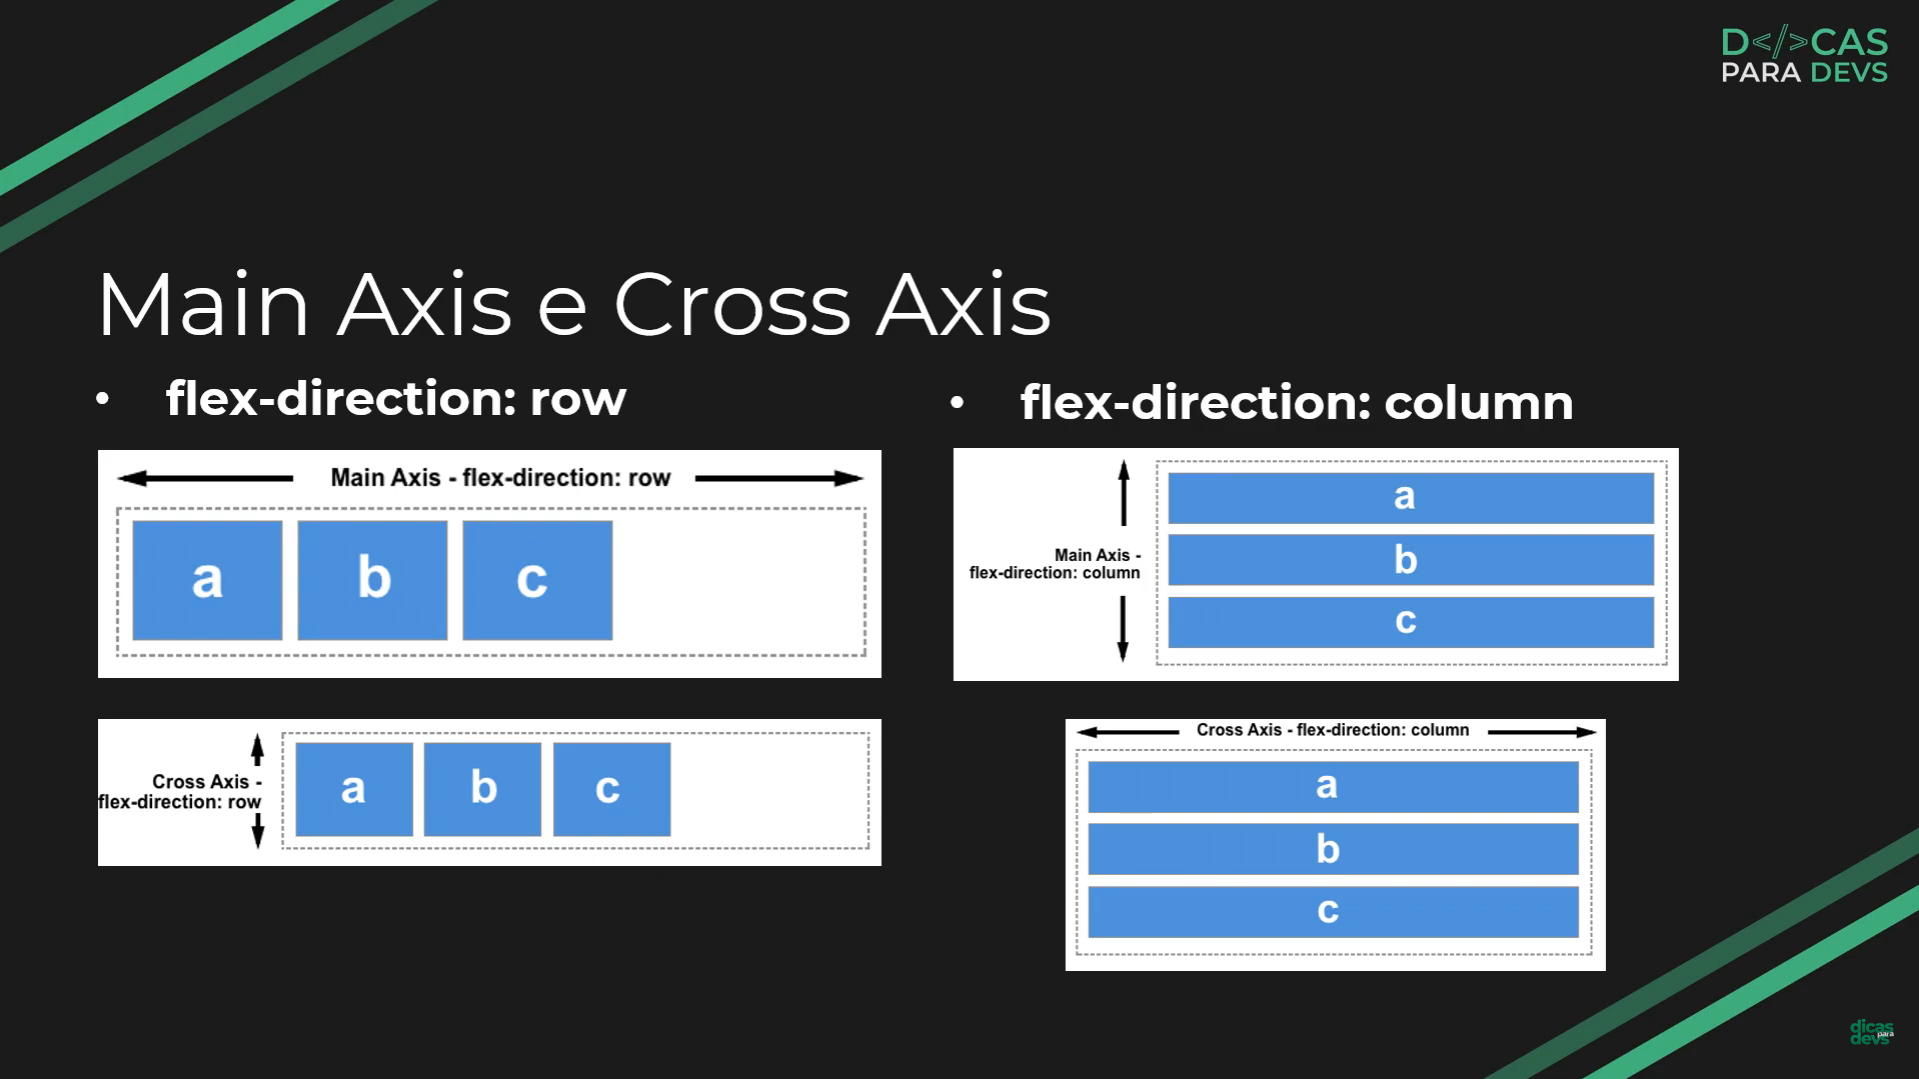 D</>CAS
PARA DEVS
Main Axis e Cross Axis
• flex-direction: row
Main Axis - flex-direction: row
a b c
Cross Axis -
flex-direction: row
a b c
• flex-direction: column
Main Axis -
flex-direction: column
a
b
c
Cross Axis - flex-direction: column
a
b
c
dicas
para
devs